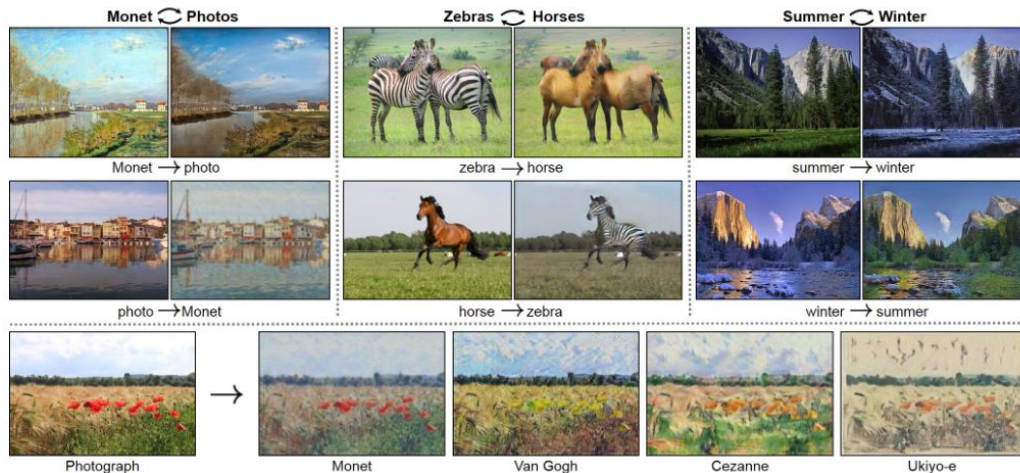 Monet ⟳ Photos
Zebras ⟳ Horses
Summer ⟳ Winter
Monet → photo
zebra → horse
summer → winter
photo → Monet
horse → zebra
winter → summer
Photograph
→
Monet
Van Gogh
Cezanne
Ukiyo-e